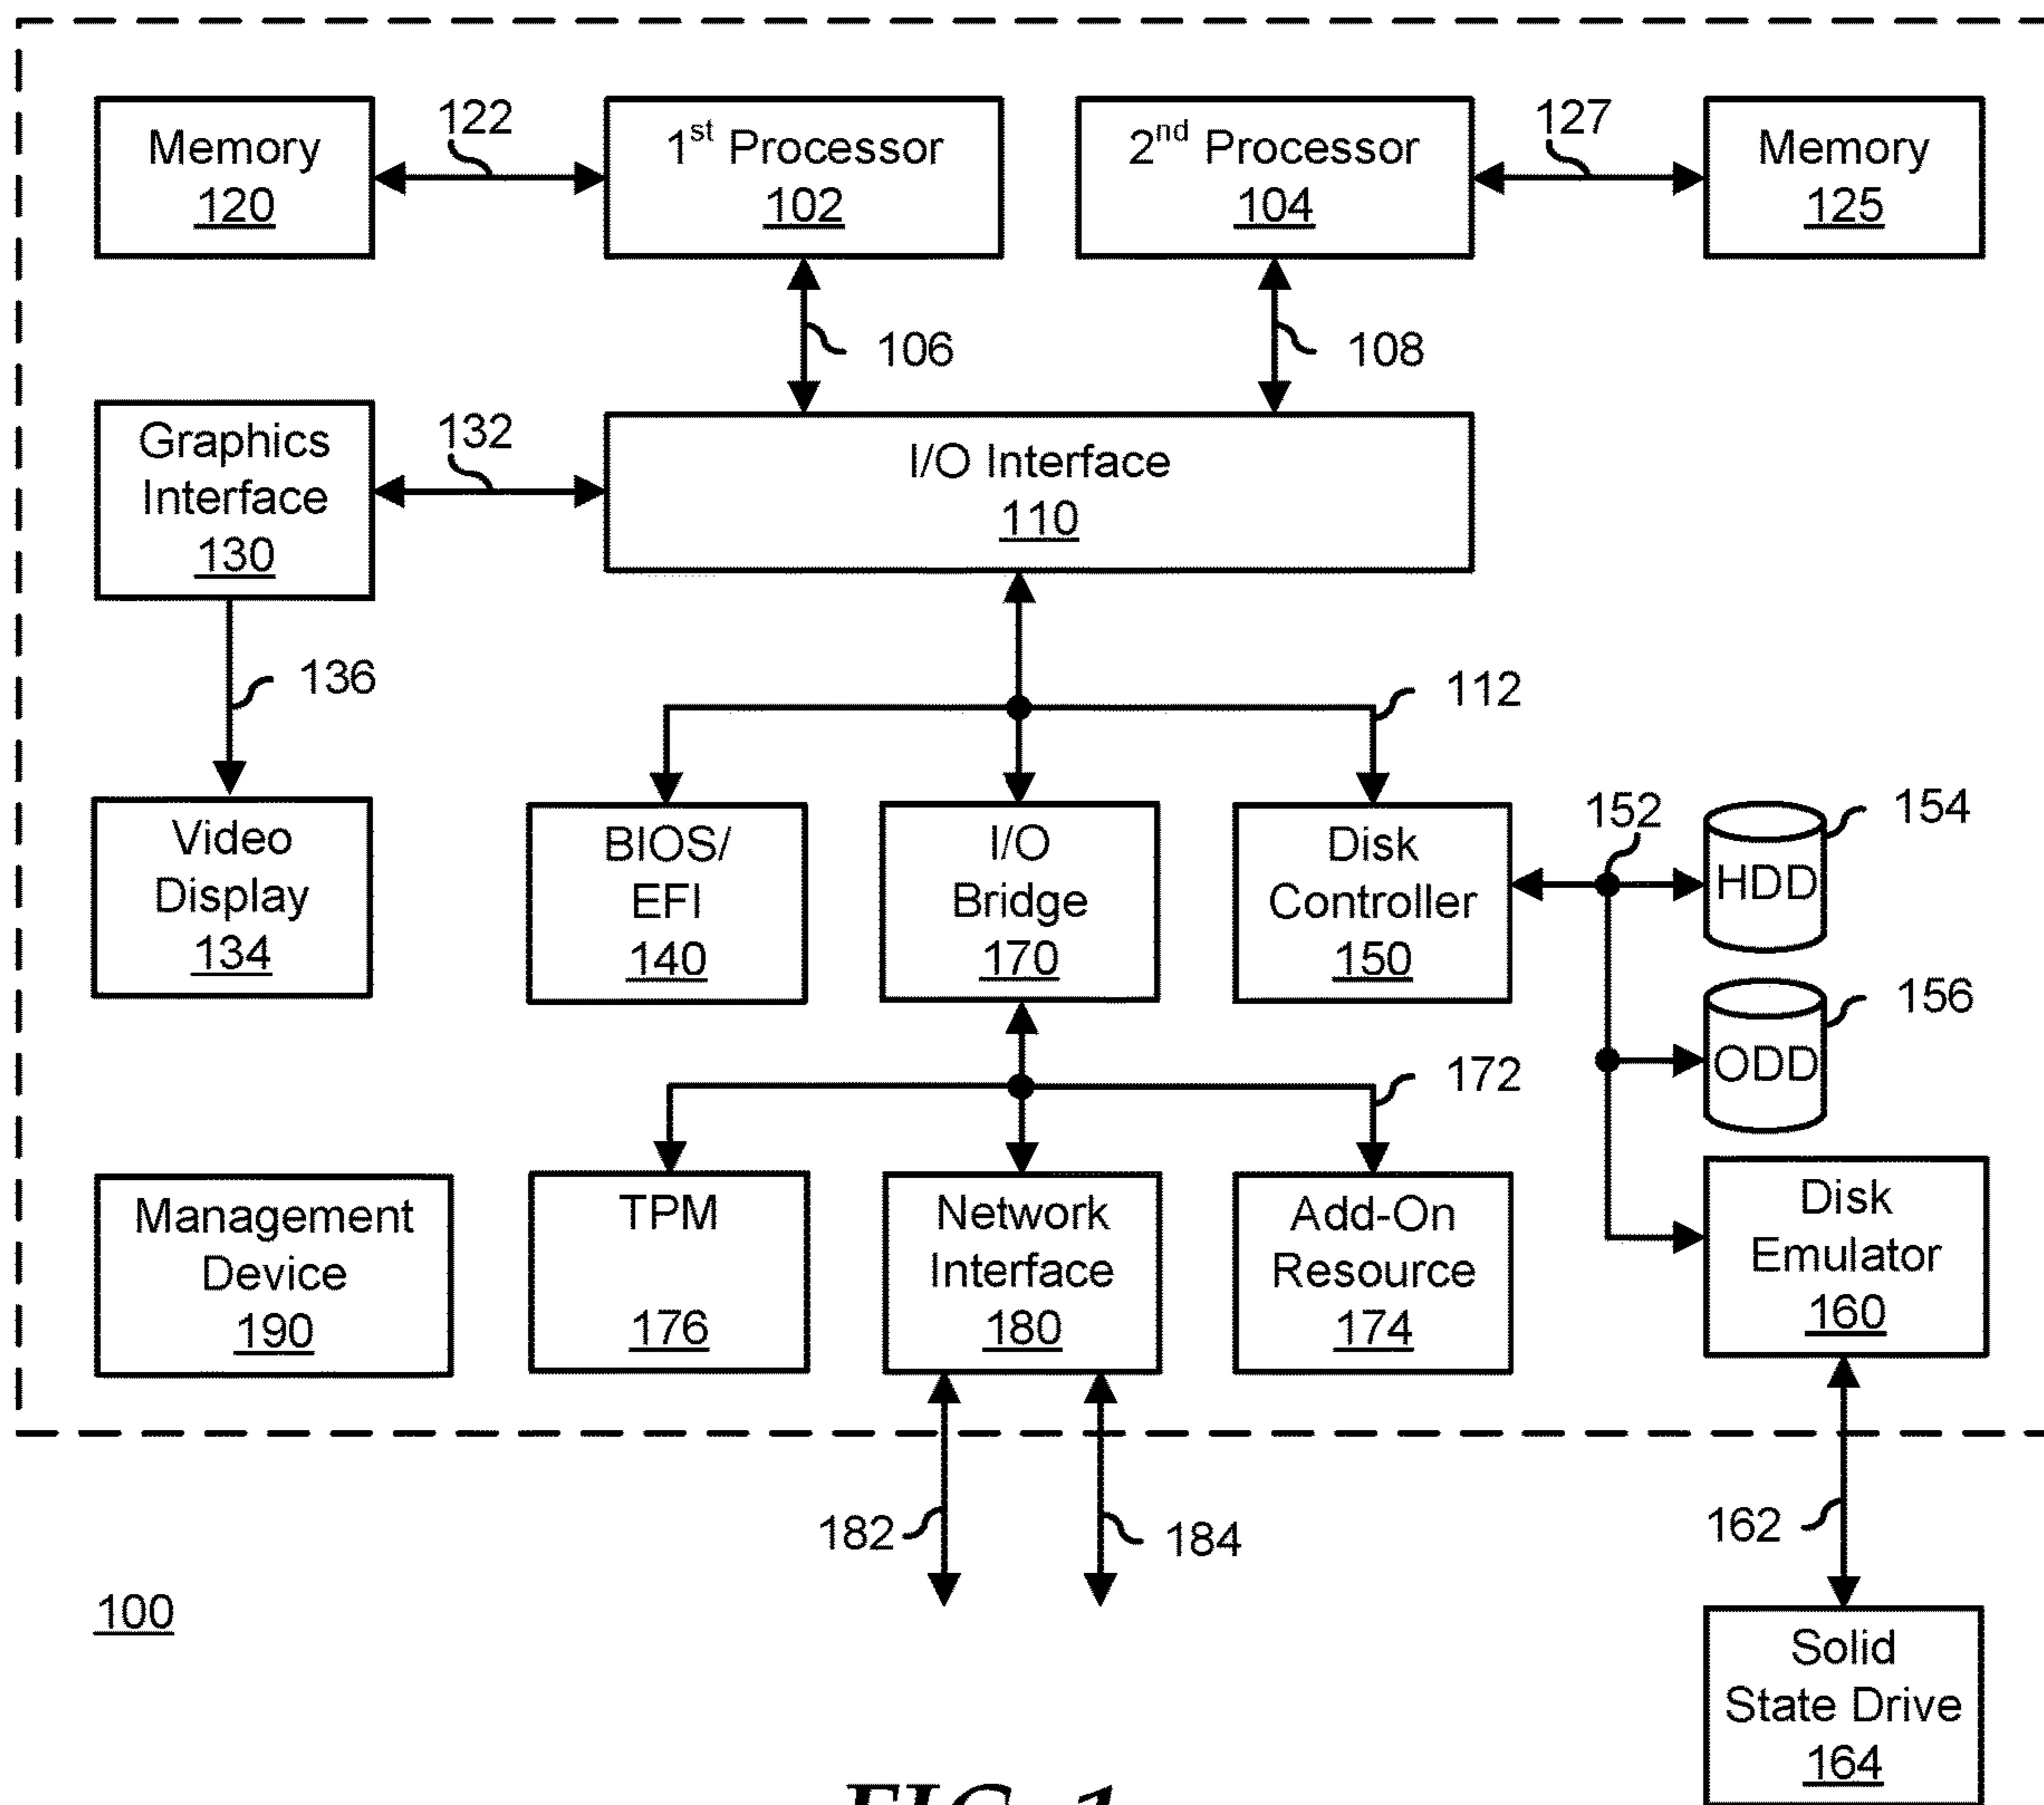 Memory
120
122
1st Processor
102
2nd Processor
104
127
Memory
125
106
108
Graphics
Interface
130
132
I/O Interface
110
136
112
Video
Display
134
BIOS/
EFI
140
I/O
Bridge
170
Disk
Controller
150
152
HDD
154
ODD
156
172
Management
Device
190
TPM
176
Network
Interface
180
Add-On
Resource
174
Disk
Emulator
160
182
184
162
100
Solid
State Drive
164
FIG. 1